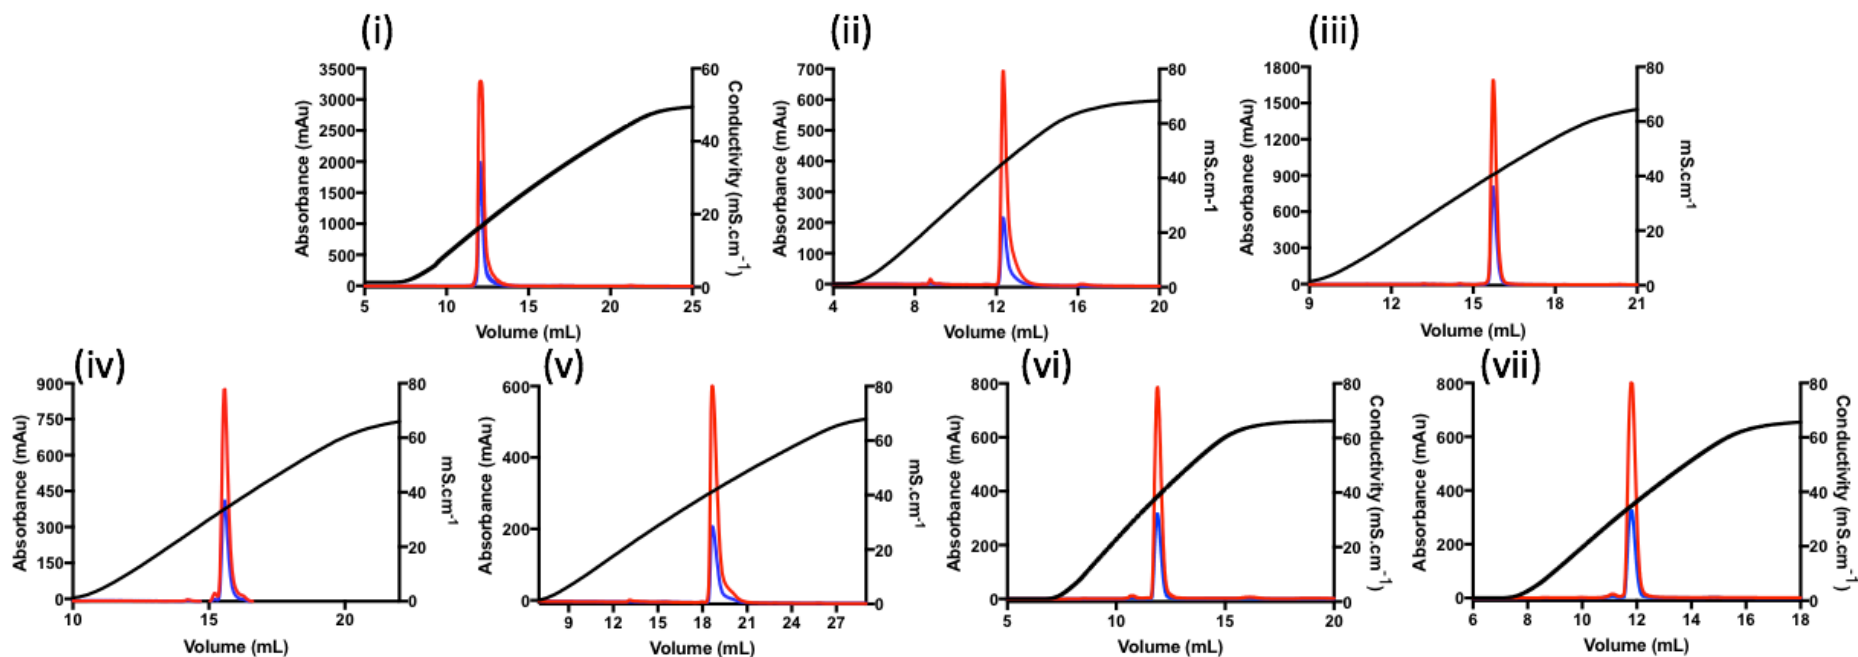 (i)
3500
3000
2500
2000
1500
1000
500
0
Absorbance (mAu)
60
40
20
0
Conductivity (mS.cm-1)
5 10 15 20 25
Volume (mL)
(ii)
700
600
500
400
300
200
100
0
Absorbance (mAu)
80
60
40
20
0
mS.cm-1
4 8 12 16 20
Volume (mL)
(iii)
1800
1500
1200
900
600
300
0
Absorbance (mAu)
80
60
40
20
0
mS.cm-1
9 12 15 18 21
Volume (mL)
(iv)
900
750
600
450
300
150
0
Absorbance (mAu)
80
60
40
20
0
mS.cm-1
10 15 20
Volume (mL)
(v)
600
400
200
0
Absorbance (mAu)
80
60
40
20
0
mS.cm-1
9 12 15 18 21 24 27
Volume (mL)
(vi)
800
600
400
200
0
Absorbance (mAu)
80
60
40
20
0
Conductivity (mS.cm-1)
5 10 15 20
Volume (mL)
(vii)
800
600
400
200
0
Absorbance (mAu)
80
60
40
20
0
Conductivity (mS.cm-1)
6 8 10 12 14 16 18
Volume (mL)